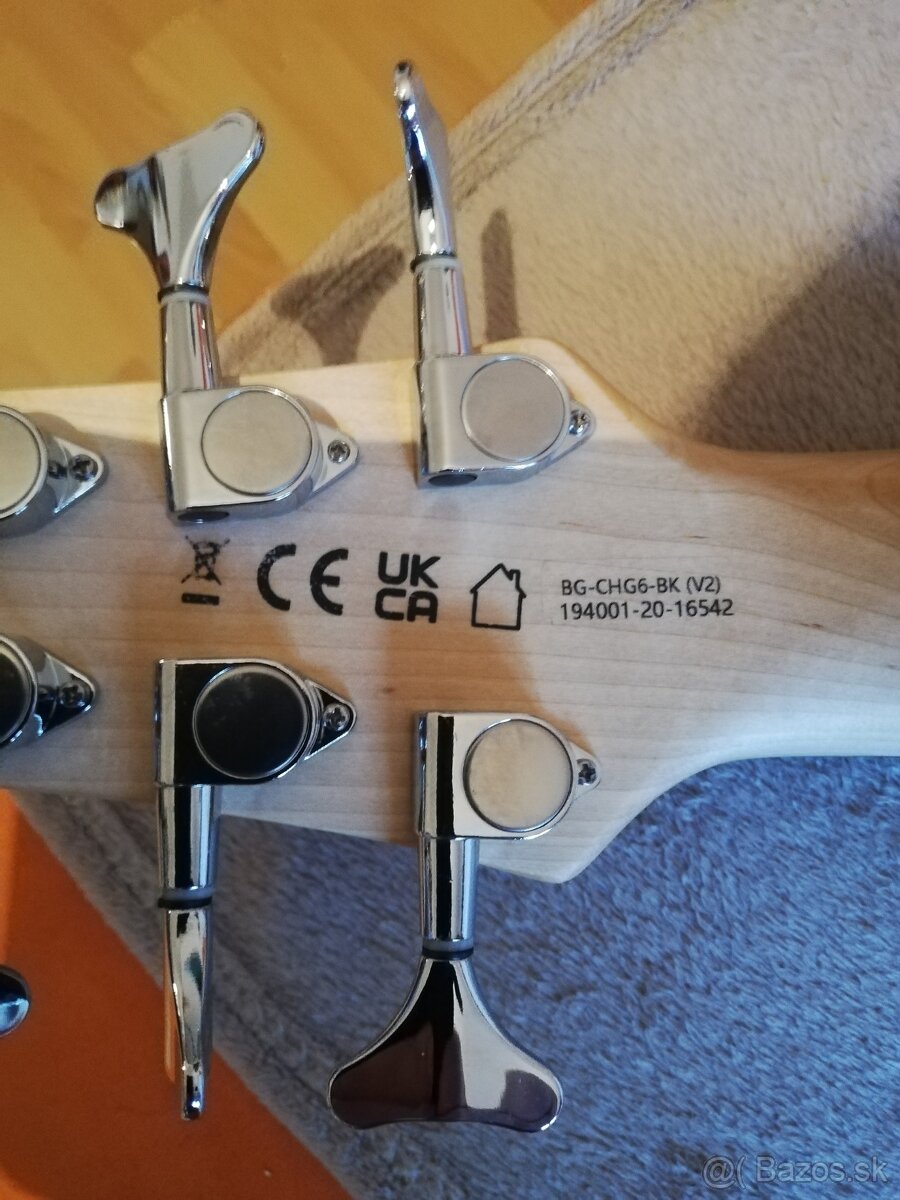 CE
UK
CA
BG-CHG6-BK (V2)
194001-20-16542
@( Bazos.sk